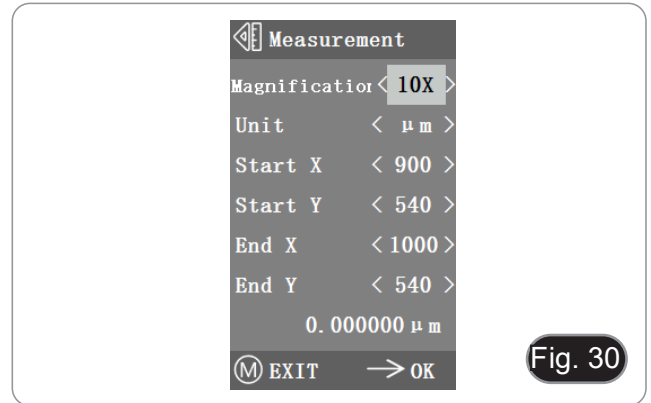 Measurement
Magnification < 10X >
Unit < μm >
Start X < 900 >
Start Y < 540 >
End X < 1000 >
End Y < 540 >
0.000000 μm
M EXIT → OK
Fig. 30